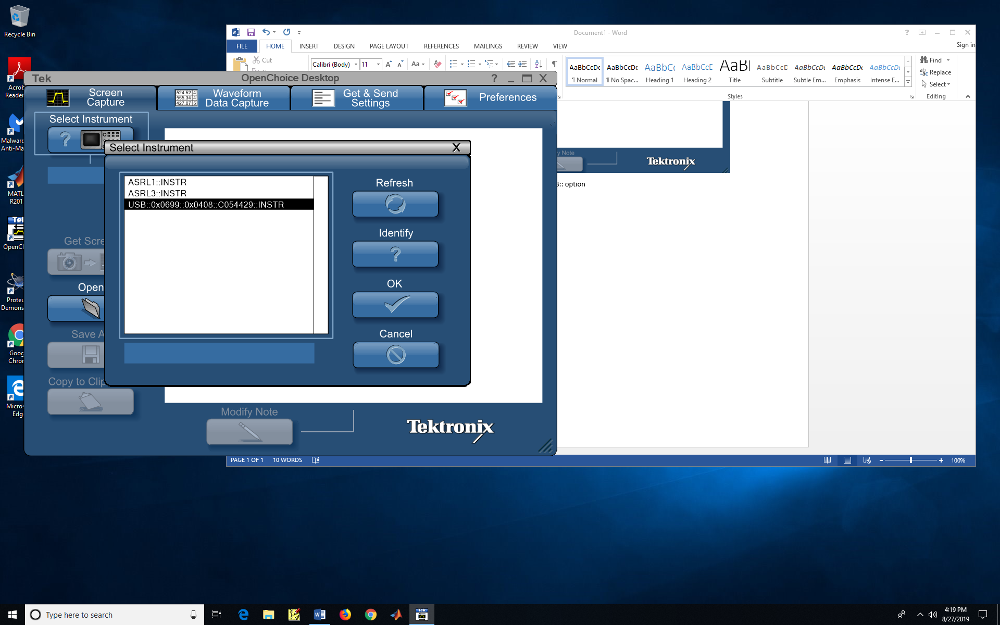 Recycle Bin
Acrob
Reader
Malware
Anti-Ma
MATL
R201
Tel
OpenCl
Proteu
Demons
Goog
Chron
Micros
Edg
Document1 - Word
?
Sign in
FILE
HOME
INSERT
DESIGN
PAGE LAYOUT
REFERENCES
MAILINGS
REVIEW
VIEW
Cut
Calibri (Body)
11
Aa
AaBbCcDc
AaBbCcDc
AaBbCc
AaBbCcD
AaB
AaBbCcD
AaBbCcDc
AaBbCcDc
AaBbCcDc
¶ Normal
¶ No Spac...
Heading 1
Heading 2
Title
Subtitle
Subtle Em...
Emphasis
Intense E...
Styles
Find
Replace
Select
Editing
y Note
Tektronix
:: option
PAGE 1 OF 1
10 WORDS
100%
Tek
OpenChoice Desktop
? _ X
Screen
Capture
524.52 4
555.34 4
427.07 5
Waveform
Data Capture
Get & Send
Settings
Preferences
Select Instrument
?
Get Scre
Open
Save A
Copy to Clip
Modify Note
Tektronix
Select Instrument
X
ASRL1::INSTR
ASRL3::INSTR
USB::0x0699::0x0408::C054429::INSTR
Refresh
Identify
?
OK
Cancel
Type here to search
Tek
4:19 PM
8/27/2019